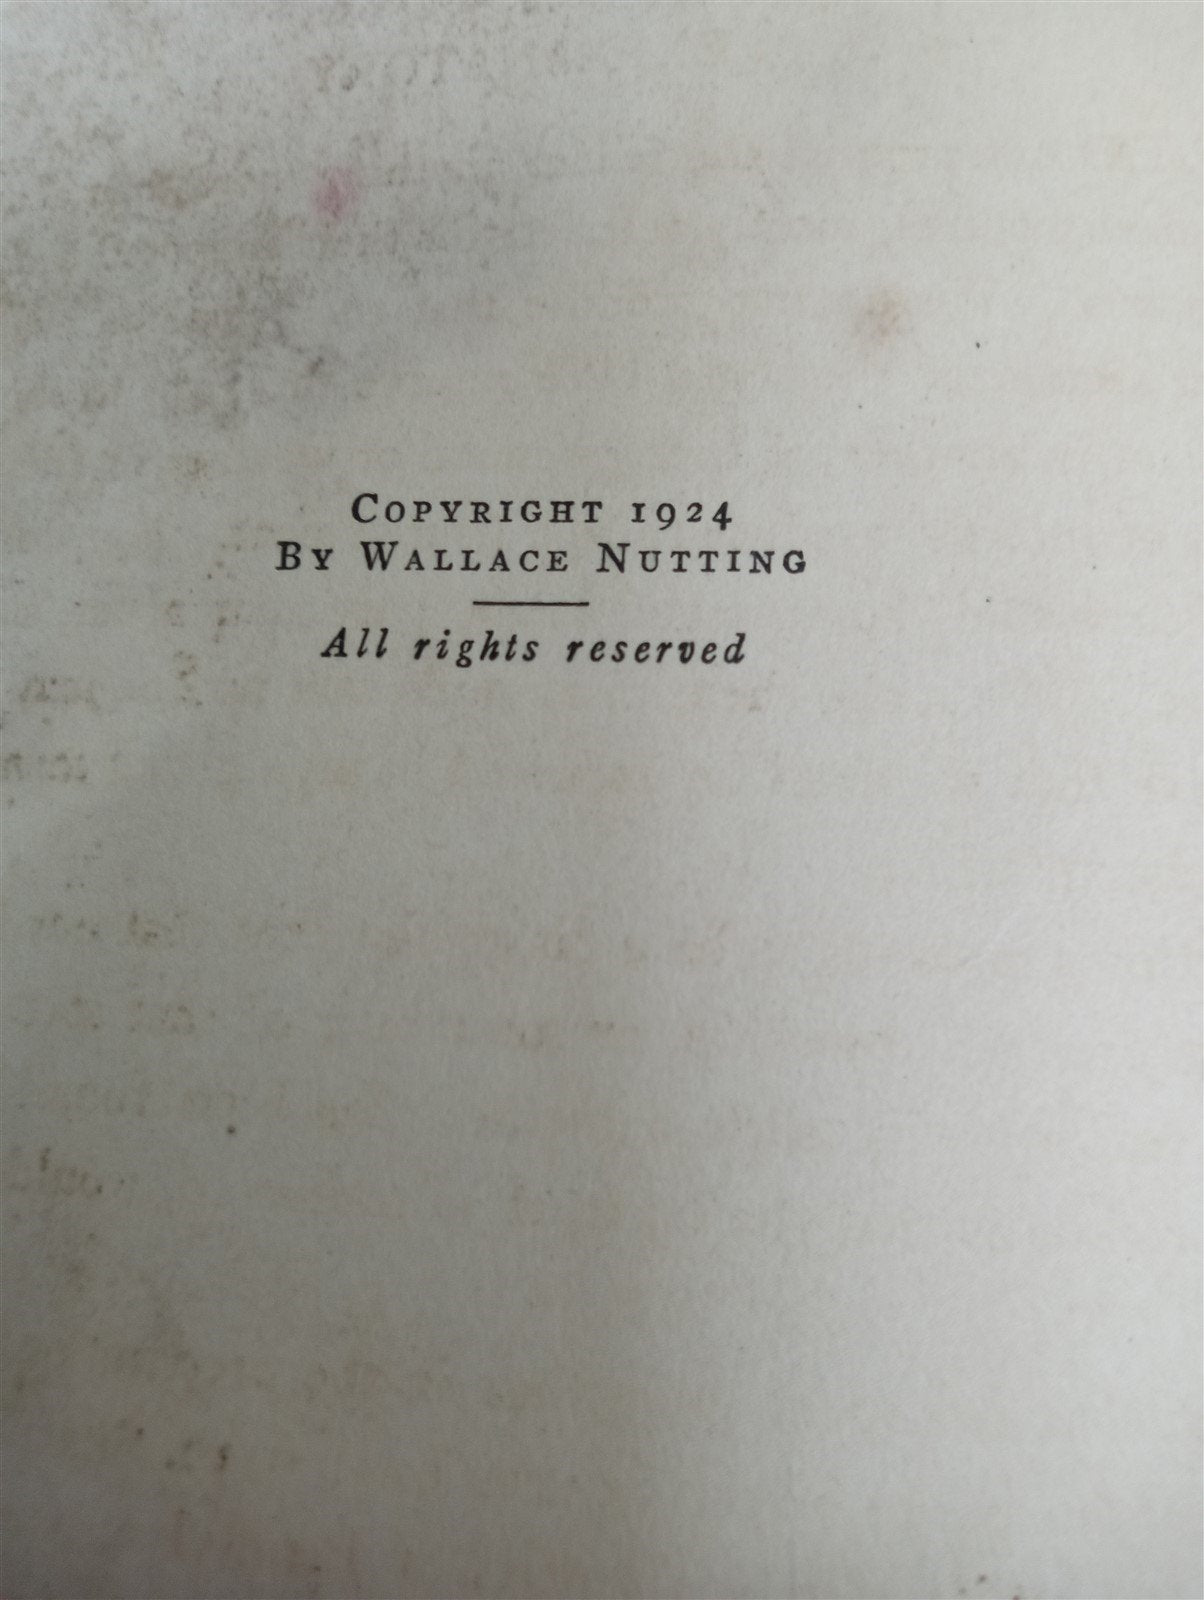 COPYRIGHT 1924
BY WALLACE NUTTING
All rights reserved